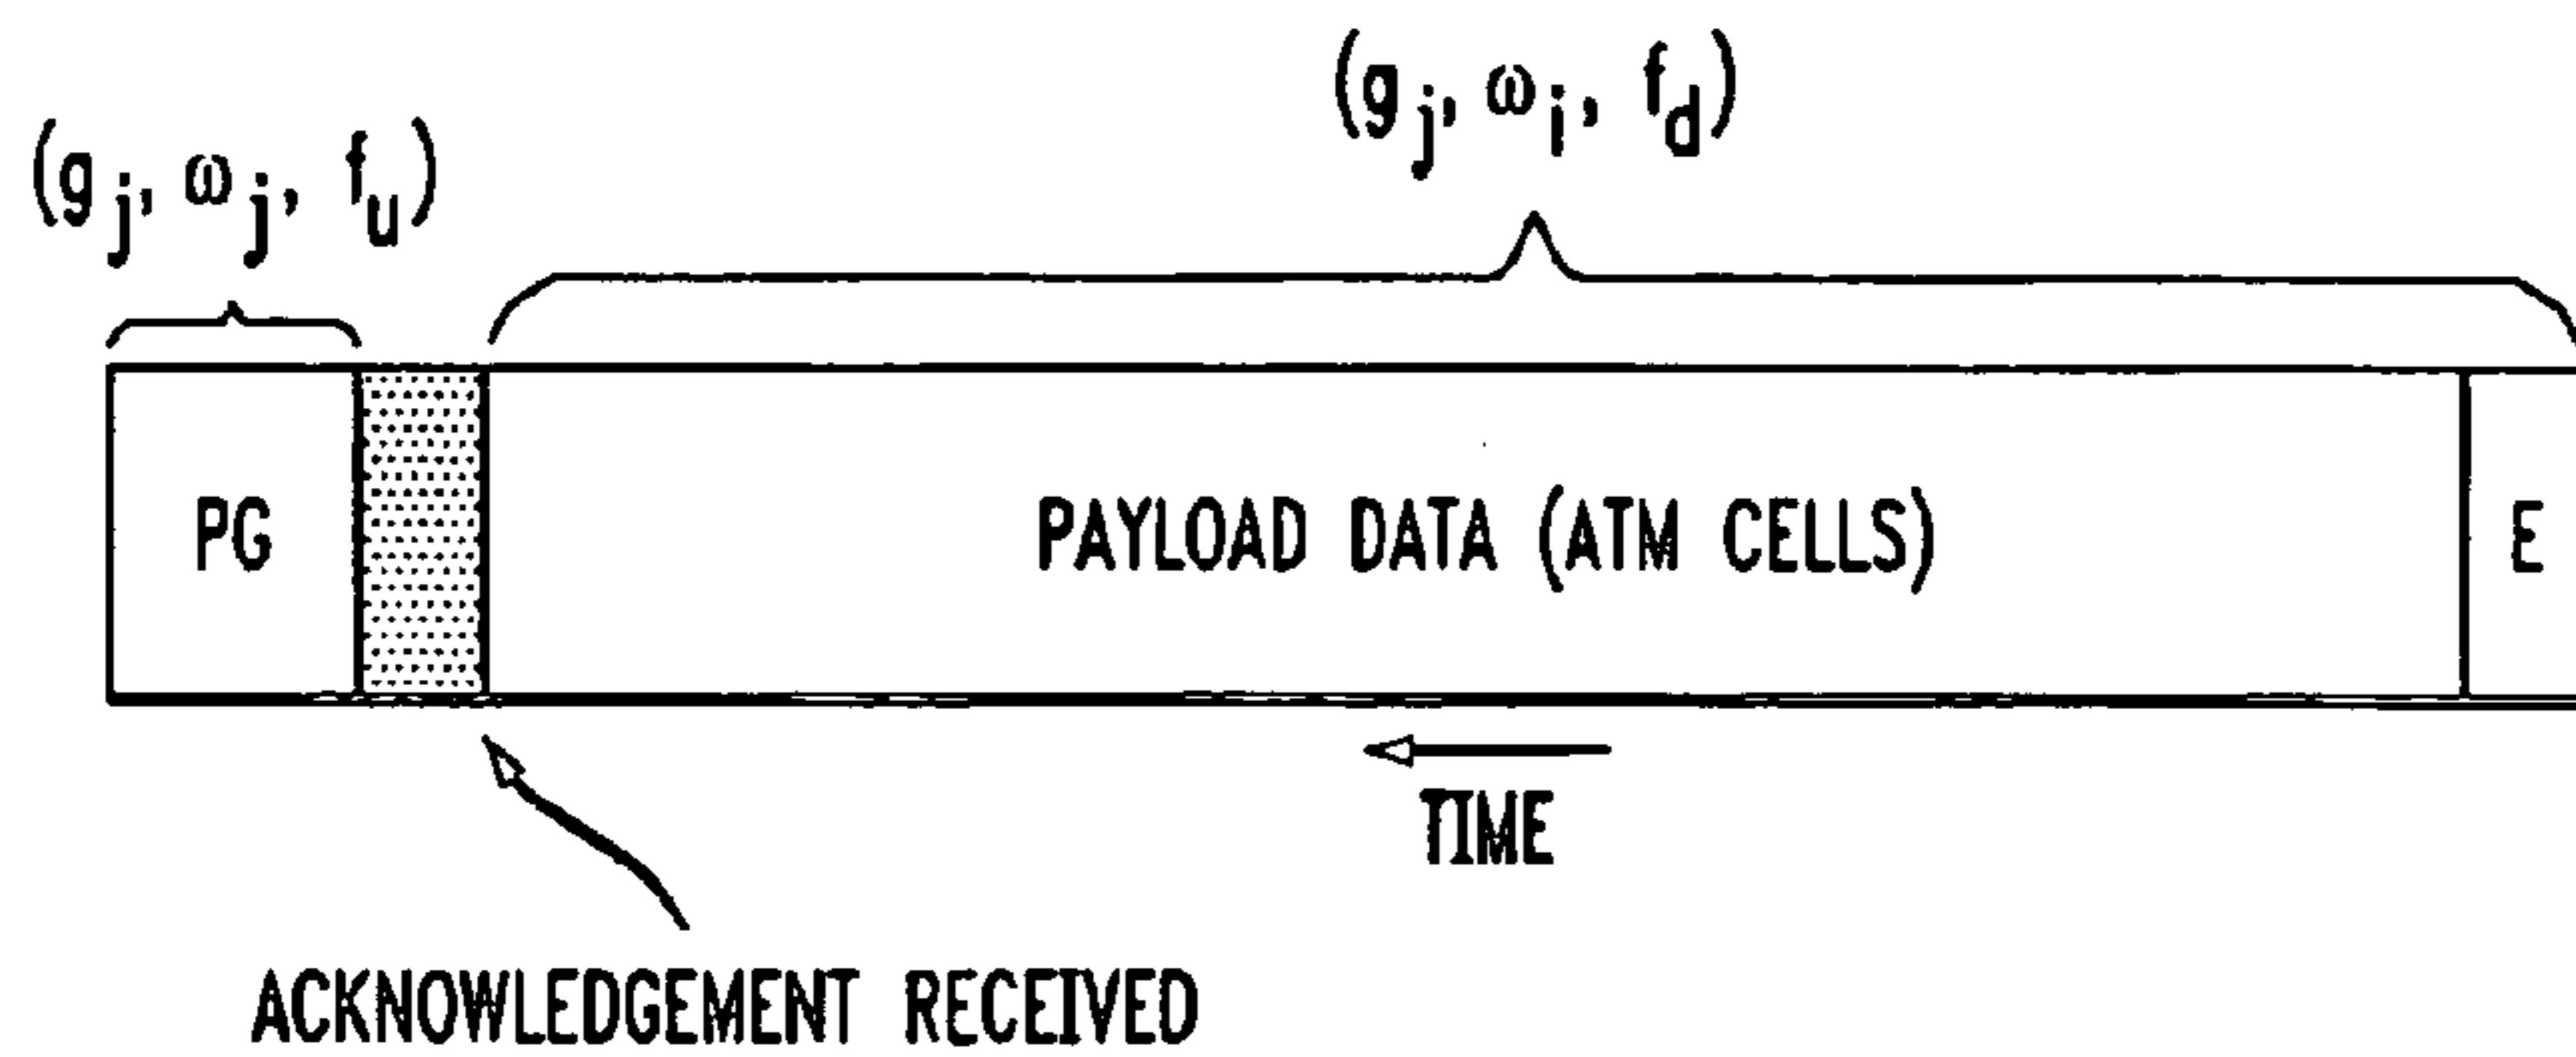 (g_j, ω_i, f_d)
(g_j, ω_j, f_u)
PG
PAYLOAD DATA (ATM CELLS)
E
TIME
ACKNOWLEDGEMENT RECEIVED